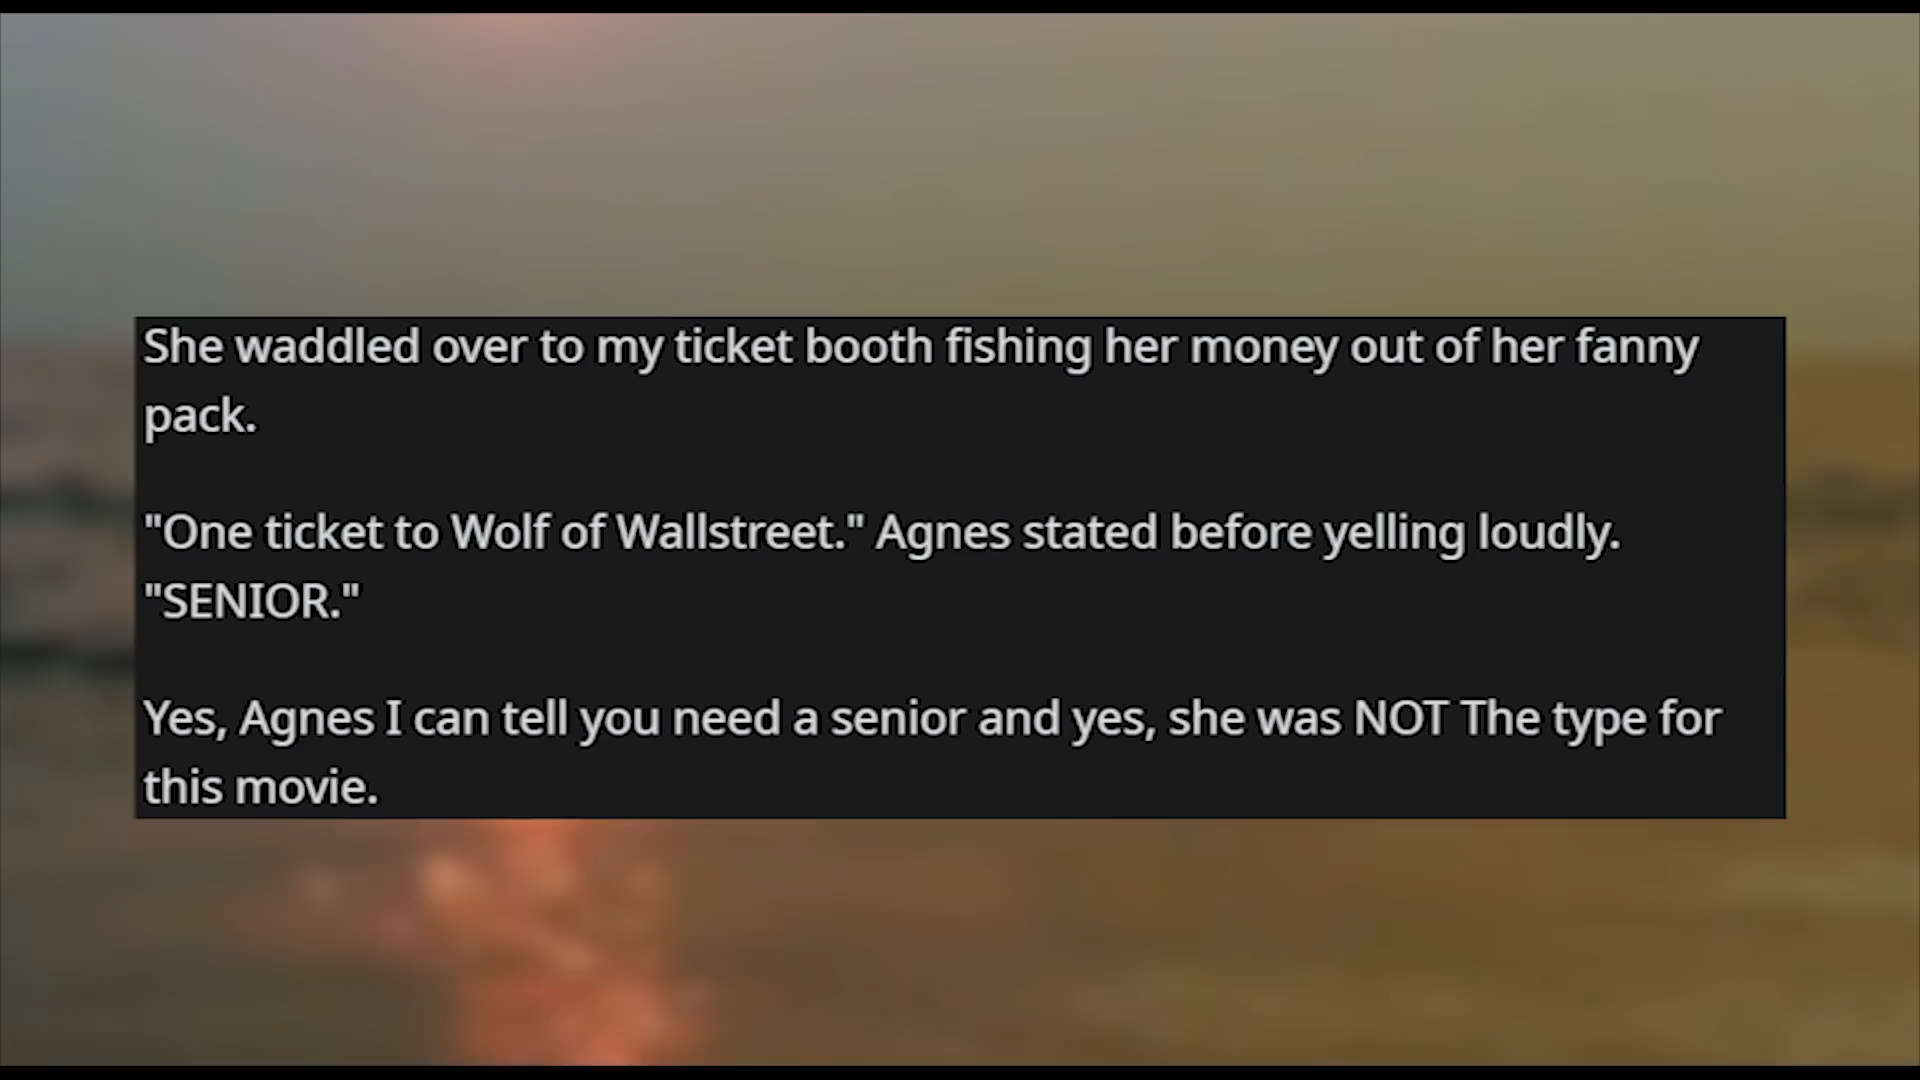 She waddled over to my ticket booth fishing her money out of her fanny
pack.
"One ticket to Wolf of Wallstreet." Agnes stated before yelling loudly.
"SENIOR."
Yes, Agnes I can tell you need a senior and yes, she was NOT The type for
this movie.